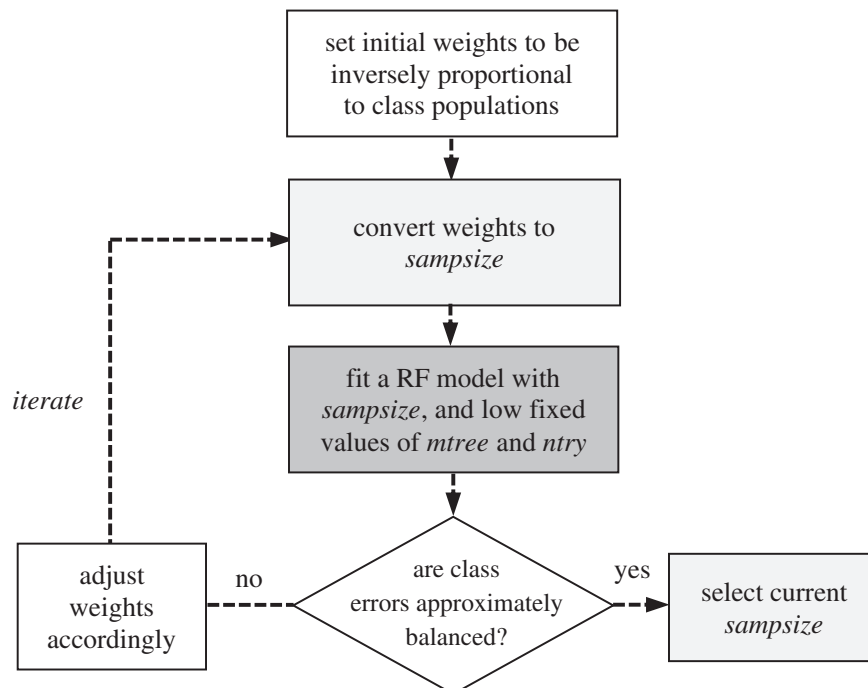 set initial weights to be
inversely proportional
to class populations
convert weights to
sampsize
fit a RF model with
sampsize, and low fixed
values of mtree and ntry
iterate
adjust
weights
accordingly
no
are class
errors approximately
balanced?
yes
select current
sampsize